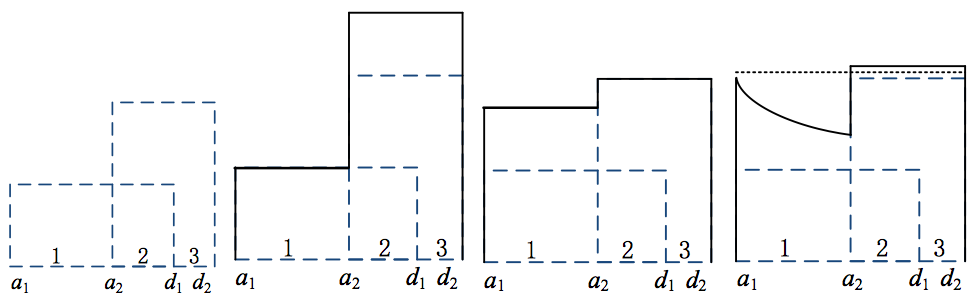 1 2 3
a₁ a₂ d₁ d₂
1 2 3
a₁ a₂ d₁ d₂
1 2 3
a₁ a₂ d₁ d₂
1 2 3
a₁ a₂ d₁ d₂